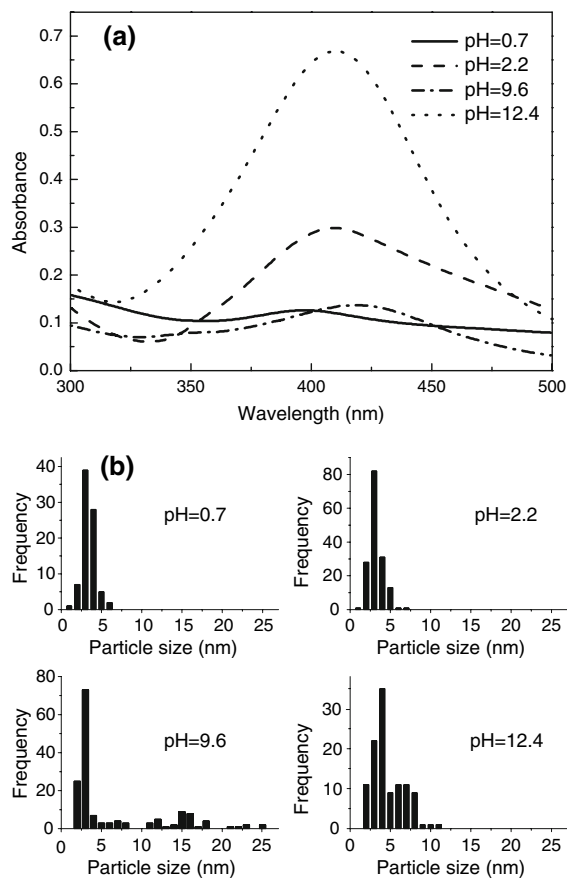 (a)
pH=0.7
pH=2.2
pH=9.6
pH=12.4
Absorbance
0.7
0.6
0.5
0.4
0.3
0.2
0.1
0.0
300
350
400
450
500
Wavelength (nm)
(b)
Frequency
40
30
20
10
0
pH=0.7
0
5
10
15
20
25
Particle size (nm)
Frequency
80
60
40
20
0
pH=2.2
0
5
10
15
20
25
Particle size (nm)
Frequency
80
60
40
20
0
pH=9.6
0
5
10
15
20
25
Particle size (nm)
Frequency
30
20
10
0
pH=12.4
0
5
10
15
20
25
Particle size (nm)